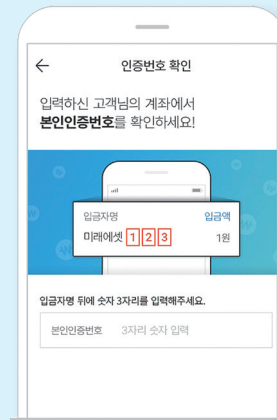 ← 인증번호 확인
입력하신 고객님의 계좌에서
본인인증번호를 확인하세요!
입금자명 입금액
미래에셋 1 2 3 1원
입금자명 뒤에 숫자 3자리를 입력해주세요.
본인인증번호 3자리 숫자 입력